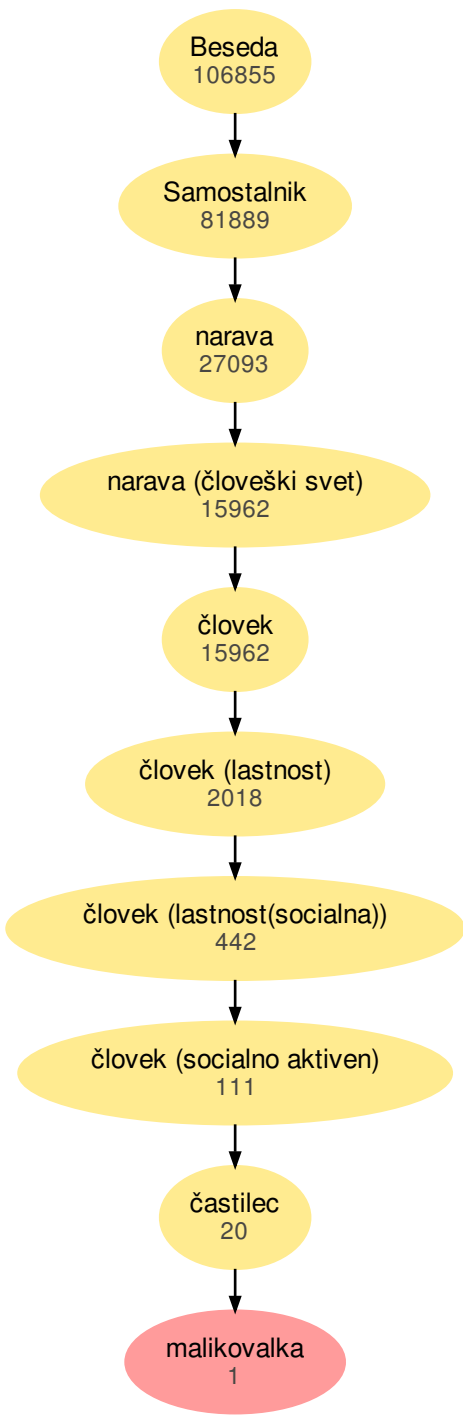 Beseda
106855
Samostalnik
81889
narava
27093
narava (človeški svet)
15962
človek
15962
človek (lastnost)
2018
človek (lastnost(socialna))
442
človek (socialno aktiven)
111
častilec
20
malikovalka
1